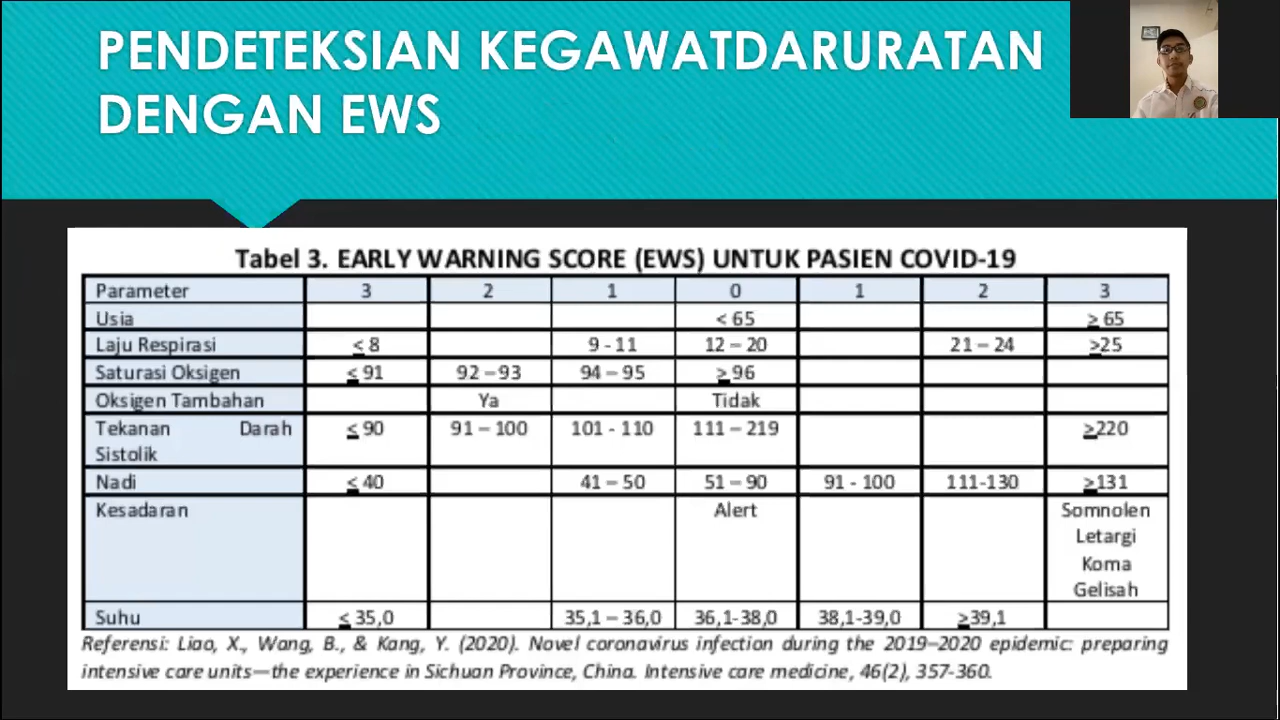 PENDETEKSIAN KEGAWATDARURATAN
DENGAN EWS
Tabel 3. EARLY WARNING SCORE (EWS) UNTUK PASIEN COVID-19
Parameter 3 2 1 0 1 2 3
Usia < 65 ≥ 65
Laju Respirasi ≤ 8 9 - 11 12 – 20 21 – 24 ≥25
Saturasi Oksigen ≤ 91 92 – 93 94 – 95 ≥ 96
Oksigen Tambahan Ya Tidak
Tekanan Darah ≤ 90 91 – 100 101 - 110 111 – 219 ≥220
Sistolik
Nadi ≤ 40 41 – 50 51 – 90 91 - 100 111-130 ≥131
Kesadaran Alert Somnolen
Letargi
Koma
Gelisah
Suhu ≤ 35,0 35,1 – 36,0 36,1-38,0 38,1-39,0 ≥39,1
Referensi: Liao, X., Wang, B., & Kang, Y. (2020). Novel coronavirus infection during the 2019–2020 epidemic: preparing
intensive care units—the experience in Sichuan Province, China. Intensive care medicine, 46(2), 357-360.